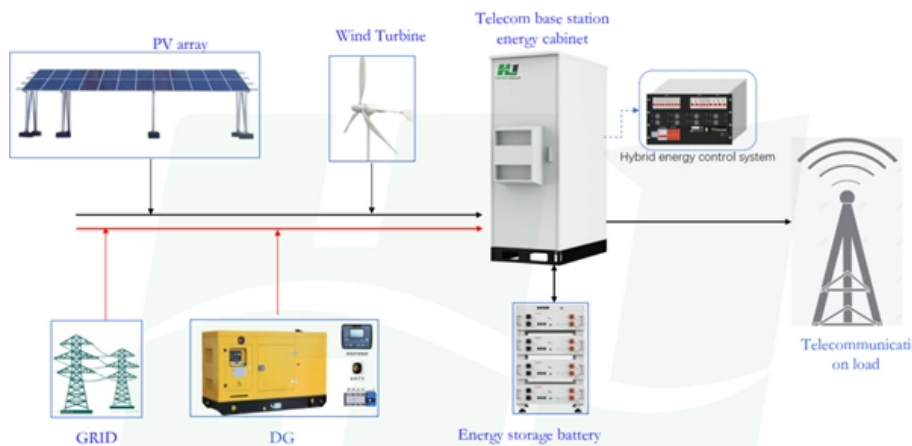 PV array
Wind Turbine
Telecom base station
energy cabinet
Hybrid energy control system
GRID
DG
Energy storage battery
Telecommunicati
on load